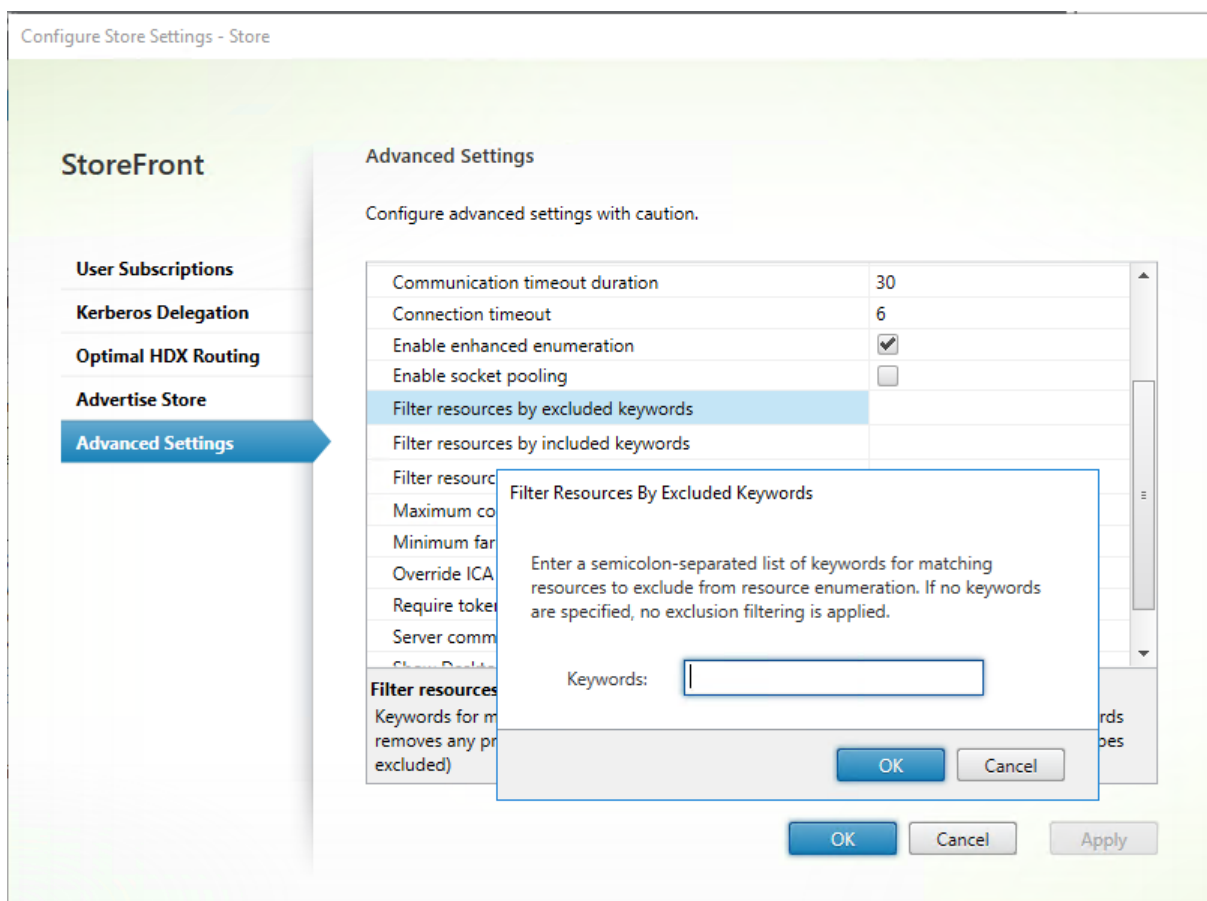 Configure Store Settings - Store
StoreFront
User Subscriptions
Kerberos Delegation
Optimal HDX Routing
Advertise Store
Advanced Settings
Advanced Settings
Configure advanced settings with caution.
Communication timeout duration 30
Connection timeout 6
Enable enhanced enumeration
Enable socket pooling
Filter resources by excluded keywords
Filter resources by included keywords
Filter resourc
Maximum co
Minimum far
Override ICA
Require toke
Server comm
Filter resources
Keywords for m
removes any pr
excluded)
Filter Resources By Excluded Keywords
Enter a semicolon-separated list of keywords for matching
resources to exclude from resource enumeration. If no keywords
are specified, no exclusion filtering is applied.
Keywords:
OK Cancel
rds
OK Cancel Apply